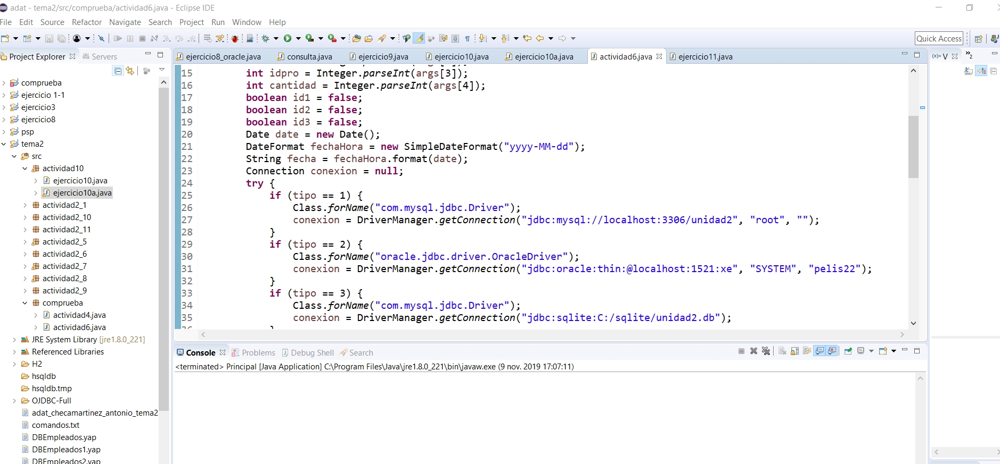 adat - tema2/src/comprueba/actividad6.java - Eclipse IDE
File Edit Source Refactor Navigate Search Project Run Window Help
Quick Access
Project Explorer Servers
comprueba
ejercicio 1-1
ejercicio3
ejercicio8
psp
tema2
src
actividad10
ejercicio10.java
ejercicio10a.java
actividad2_1
actividad2_10
actividad2_11
actividad2_5
actividad2_6
actividad2_7
actividad2_8
actividad2_9
comprueba
actividad4.java
actividad6.java
JRE System Library [jre1.8.0_221]
Referenced Libraries
H2
hsqldb
hsqldb.tmp
OJDBC-Full
adat_checamartinez_antonio_tema2
comandos.txt
DBEmpleados.yap
DBEmpleados1.yap
DBEmpleados2.yap
ejercicio8_oracle.java consulta.java ejercicio9.java ejercicio10.java ejercicio10a.java actividad6.java ejercicio11.java
15 int idpro = Integer.parseInt(args[3]);
16 int cantidad = Integer.parseInt(args[4]);
17 boolean id1 = false;
18 boolean id2 = false;
19 boolean id3 = false;
20 Date date = new Date();
21 DateFormat fechaHora = new SimpleDateFormat("yyyy-MM-dd");
22 String fecha = fechaHora.format(date);
23 Connection conexion = null;
24 try {
25 if (tipo == 1) {
26 Class.forName("com.mysql.jdbc.Driver");
27 conexion = DriverManager.getConnection("jdbc:mysql://localhost:3306/unidad2", "root", "");
28 }
29 if (tipo == 2) {
30 Class.forName("oracle.jdbc.driver.OracleDriver");
31 conexion = DriverManager.getConnection("jdbc:oracle:thin:@localhost:1521:xe", "SYSTEM", "pelis22");
32 }
33 if (tipo == 3) {
34 Class.forName("com.mysql.jdbc.Driver");
35 conexion = DriverManager.getConnection("jdbc:sqlite:C:/sqlite/unidad2.db");
(x)= V »2
Console Problems Debug Shell Search
<terminated> Principal [Java Application] C:\Program Files\Java\jre1.8.0_221\bin\javaw.exe (9 nov. 2019 17:07:11)